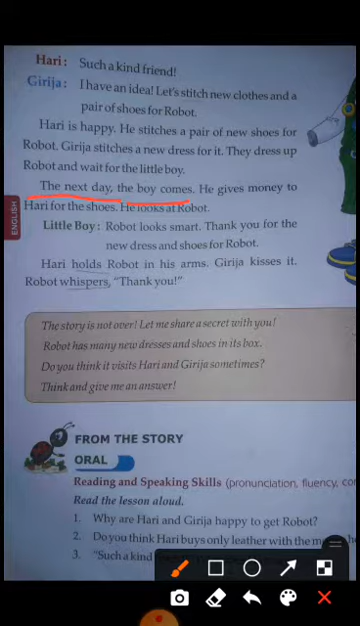 Hari: Such a kind friend!
Girija: I have an idea! Let's stitch new clothes and a
pair of shoes for Robot.
Hari is happy. He stitches a pair of new shoes for
Robot. Girija stitches a new dress for it. They dress up
Robot and wait for the little boy.
The next day, the boy comes. He gives money to
Hari for the shoes. He looks at Robot.
Little Boy: Robot looks smart. Thank you for the
new dress and shoes for Robot.
Hari holds Robot in his arms. Girija kisses it.
Robot whispers, "Thank you!"
ENGLISH
The story is not over! Let me share a secret with you!
Robot has many new dresses and shoes in its box.
Do you think it visits Hari and Girija sometimes?
Think and give me an answer!
FROM THE STORY
ORAL
Reading and Speaking Skills (pronunciation, fluency,
Read the lesson aloud.
1. Why are Hari and Girija happy to get Robot?
2. Do you think Hari buys only leather with the
3. "Such a kind